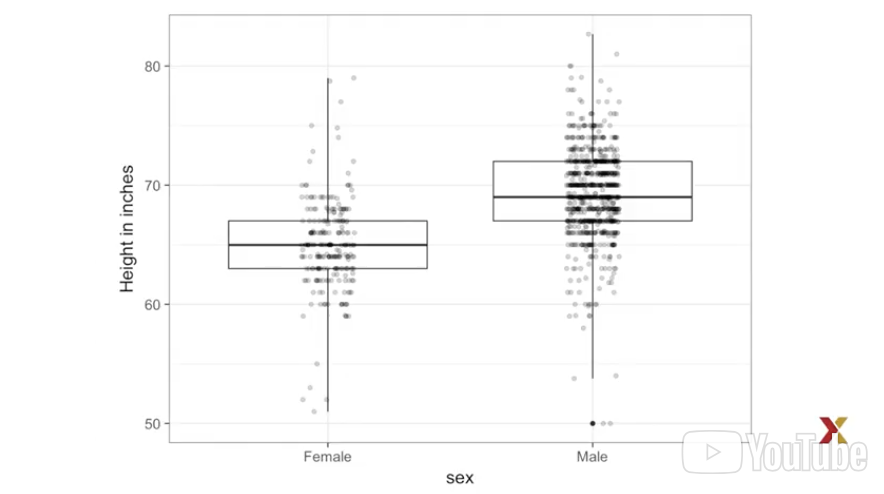 80
70
60
50
Height in inches
Female Male
sex
YouTube